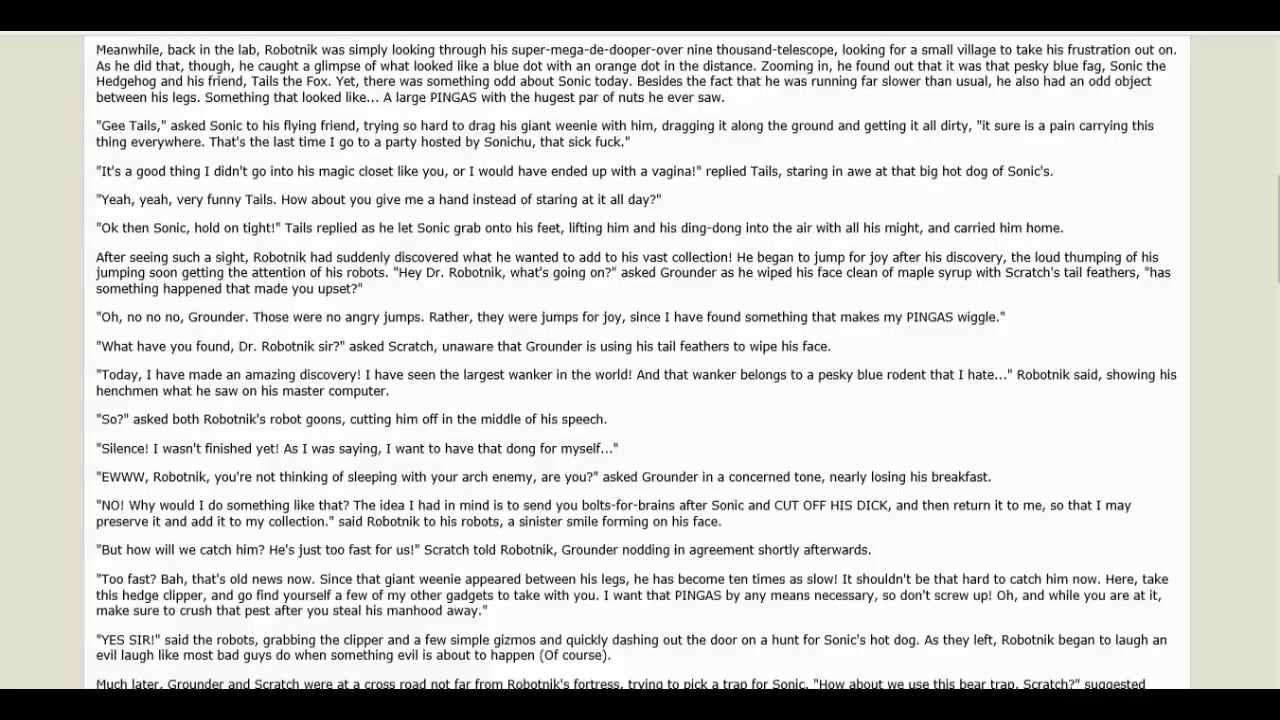 Meanwhile, back in the lab, Robotnik was simply looking through his super-mega-de-dooper-over nine thousand-telescope, looking for a small village to take his frustration out on.
As he did that, though, he caught a glimpse of what looked like a blue dot with an orange dot in the distance. Zooming in, he found out that it was that pesky blue fag, Sonic the
Hedgehog and his friend, Tails the Fox. Yet, there was something odd about Sonic today. Besides the fact that he was running far slower than usual, he also had an odd object
between his legs. Something that looked like... A large PINGAS with the hugest par of nuts he ever saw.
"Gee Tails," asked Sonic to his flying friend, trying so hard to drag his giant weenie with him, dragging it along the ground and getting it all dirty, "it sure is a pain carrying this
thing everywhere. That's the last time I go to a party hosted by Sonichu, that sick fuck."
"It's a good thing I didn't go into his magic closet like you, or I would have ended up with a vagina!" replied Tails, staring in awe at that big hot dog of Sonic's.
"Yeah, yeah, very funny Tails. How about you give me a hand instead of staring at it all day?"
"Ok then Sonic, hold on tight!" Tails replied as he let Sonic grab onto his feet, lifting him and his ding-dong into the air with all his might, and carried him home.
After seeing such a sight, Robotnik had suddenly discovered what he wanted to add to his vast collection! He began to jump for joy after his discovery, the loud thumping of his
jumping soon getting the attention of his robots. "Hey Dr. Robotnik, what's going on?" asked Grounder as he wiped his face clean of maple syrup with Scratch's tail feathers, "has
something happened that made you upset?"
"Oh, no no no, Grounder. Those were no angry jumps. Rather, they were jumps for joy, since I have found something that makes my PINGAS wiggle."
"What have you found, Dr. Robotnik sir?" asked Scratch, unaware that Grounder is using his tail feathers to wipe his face.
"Today, I have made an amazing discovery! I have seen the largest wanker in the world! And that wanker belongs to a pesky blue rodent that I hate..." Robotnik said, showing his
henchmen what he saw on his master computer.
"So?" asked both Robotnik's robot goons, cutting him off in the middle of his speech.
"Silence! I wasn't finished yet! As I was saying, I want to have that dong for myself..."
"EWWW, Robotnik, you're not thinking of sleeping with your arch enemy, are you?" asked Grounder in a concerned tone, nearly losing his breakfast.
"NO! Why would I do something like that? The idea I had in mind is to send you bolts-for-brains after Sonic and CUT OFF HIS DICK, and then return it to me, so that I may
preserve it and add it to my collection." said Robotnik to his robots, a sinister smile forming on his face.
"But how will we catch him? He's just too fast for us!" Scratch told Robotnik, Grounder nodding in agreement shortly afterwards.
"Too fast? Bah, that's old news now. Since that giant weenie appeared between his legs, he has become ten times as slow! It shouldn't be that hard to catch him now. Here, take
this hedge clipper, and go find yourself a few of my other gadgets to take with you. I want that PINGAS by any means necessary, so don't screw up! Oh, and while you are at it,
make sure to crush that pest after you steal his manhood away."
"YES SIR!" said the robots, grabbing the clipper and a few simple gizmos and quickly dashing out the door on a hunt for Sonic's hot dog. As they left, Robotnik began to laugh an
evil laugh like most bad guys do when something evil is about to happen (Of course).
Much later, Grounder and Scratch were at a cross road not far from Robotnik's fortress, trying to pick a trap for Sonic. "How about we use this bear trap, Scratch?" suggested